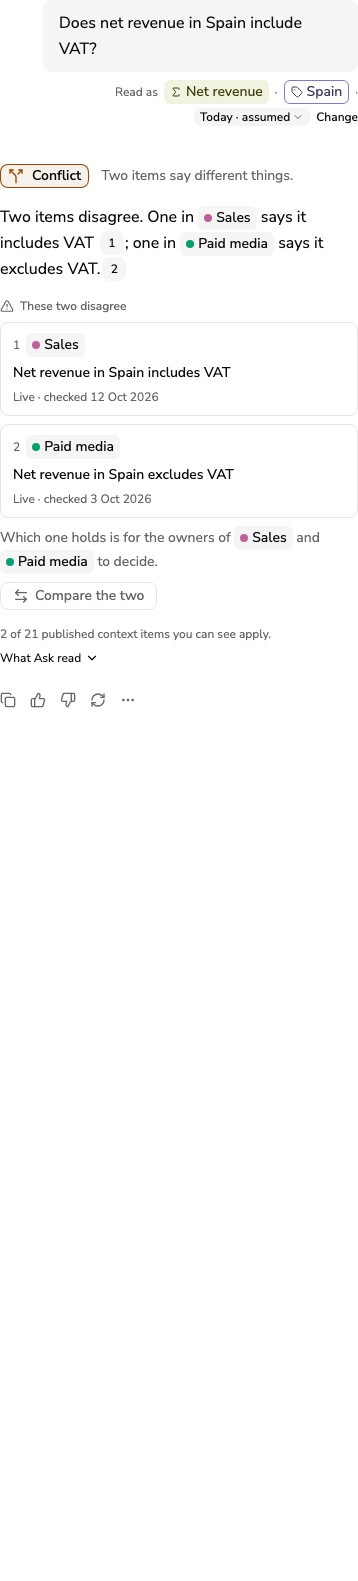 Does net revenue in Spain include
VAT?
Read as Net revenue · Spain ·
Today · assumed Change
Conflict Two items say different things.
Two items disagree. One in Sales says it
includes VAT 1 ; one in Paid media says it
excludes VAT. 2
These two disagree
1 Sales
Net revenue in Spain includes VAT
Live · checked 12 Oct 2026
2 Paid media
Net revenue in Spain excludes VAT
Live · checked 3 Oct 2026
Which one holds is for the owners of Sales and
Paid media to decide.
Compare the two
2 of 21 published context items you can see apply.
What Ask read